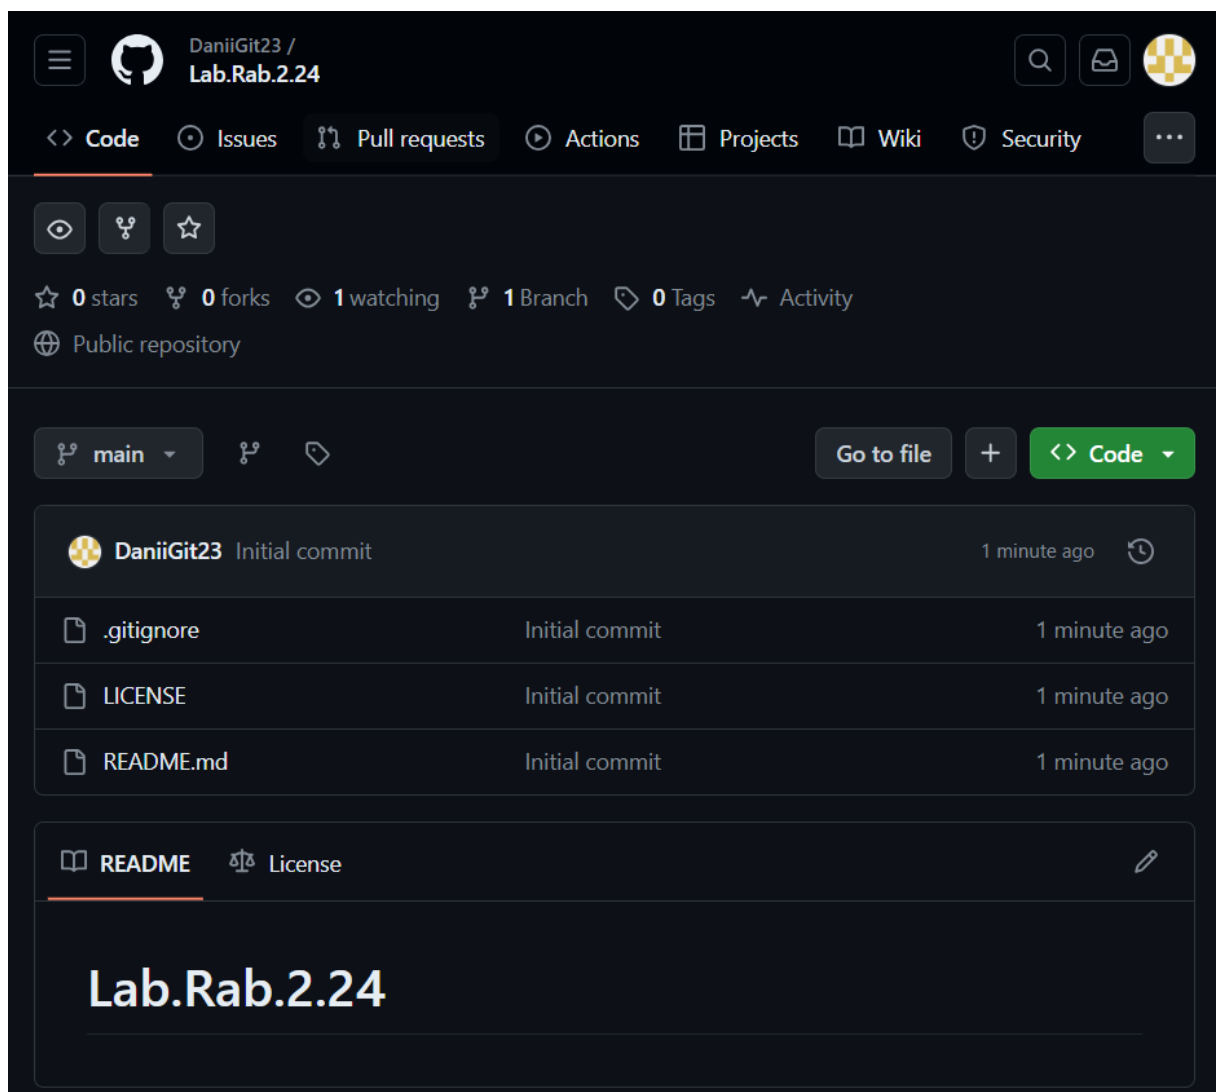 DaniiGit23 /
Lab.Rab.2.24
Code Issues Pull requests Actions Projects Wiki Security
0 stars 0 forks 1 watching 1 Branch 0 Tags Activity
Public repository
main Go to file Code
DaniiGit23 Initial commit 1 minute ago
.gitignore Initial commit 1 minute ago
LICENSE Initial commit 1 minute ago
README.md Initial commit 1 minute ago
README License
Lab.Rab.2.24